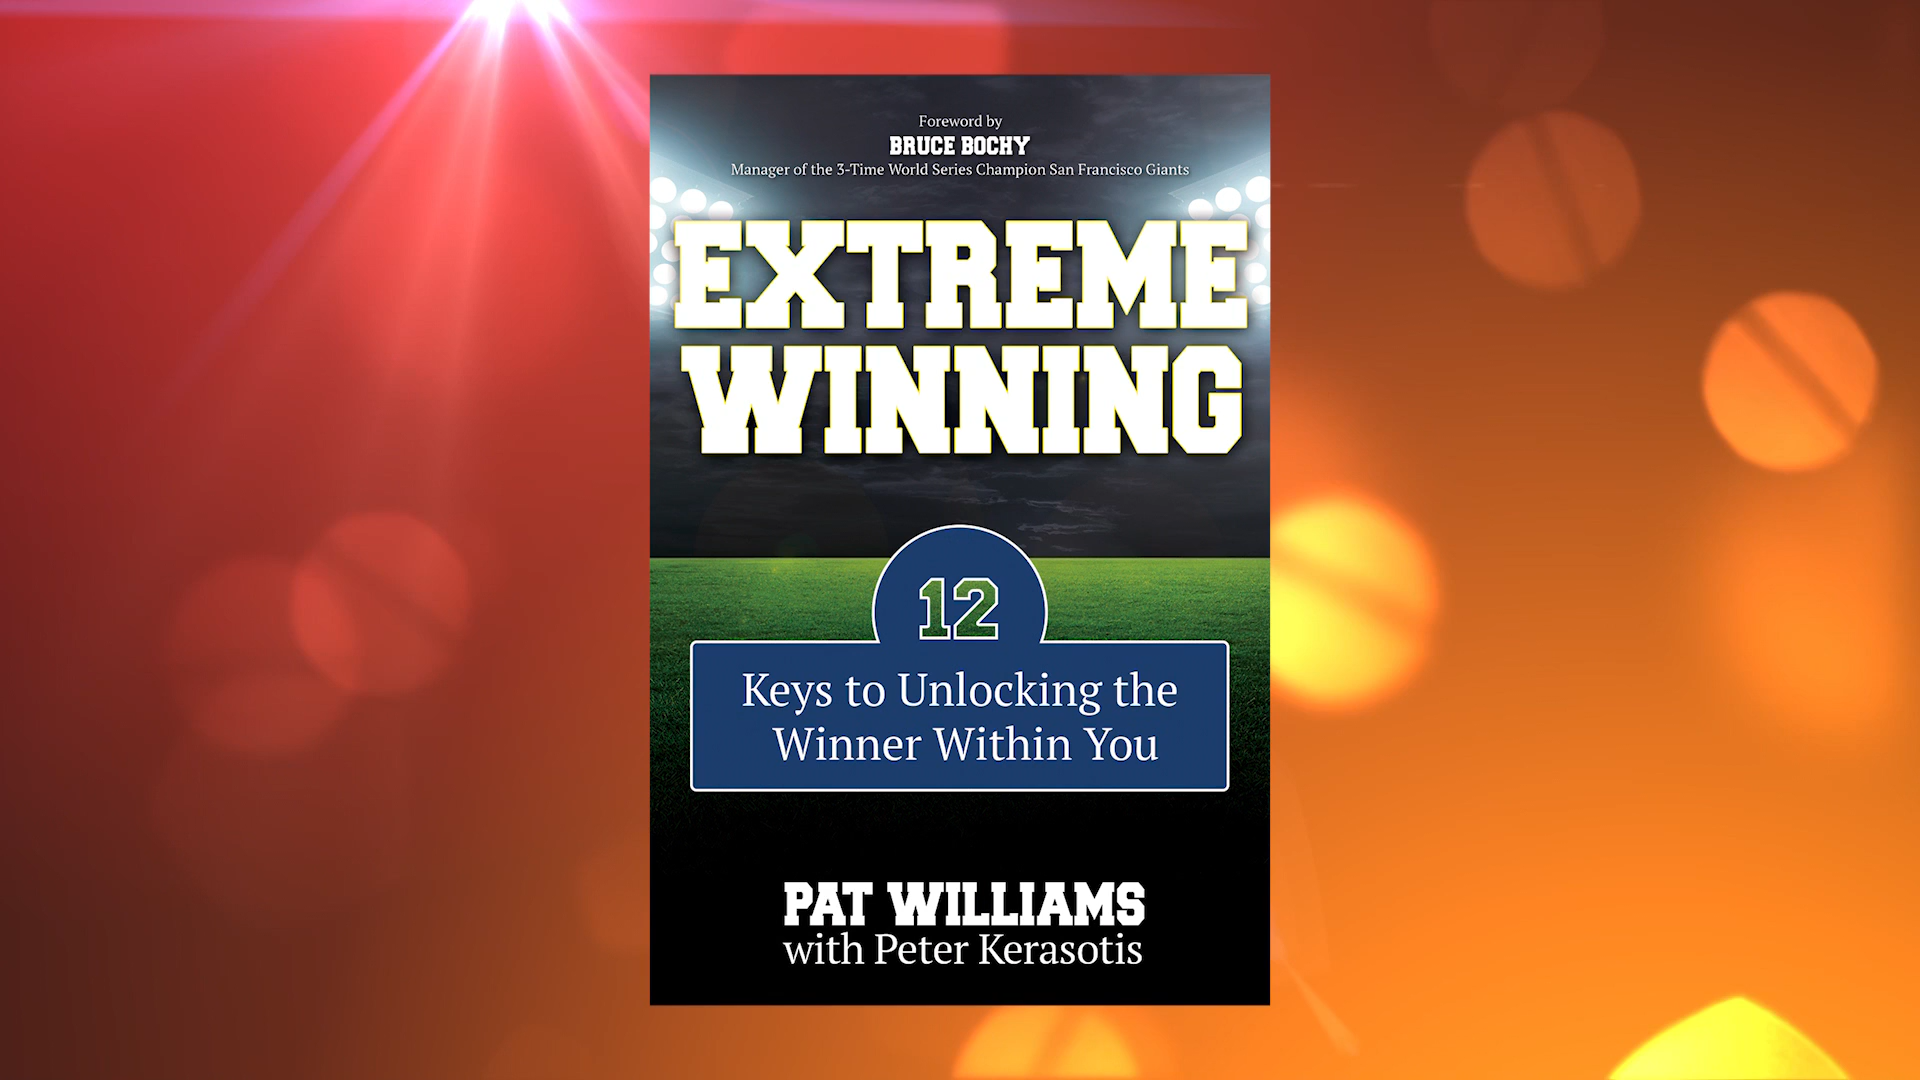 Foreword by
BRUCE BOCHY
Manager of the 3-Time World Series Champion San Francisco Giants
EXTREME
WINNING
12
Keys to Unlocking the
Winner Within You
PAT WILLIAMS
with Peter Kerasotis